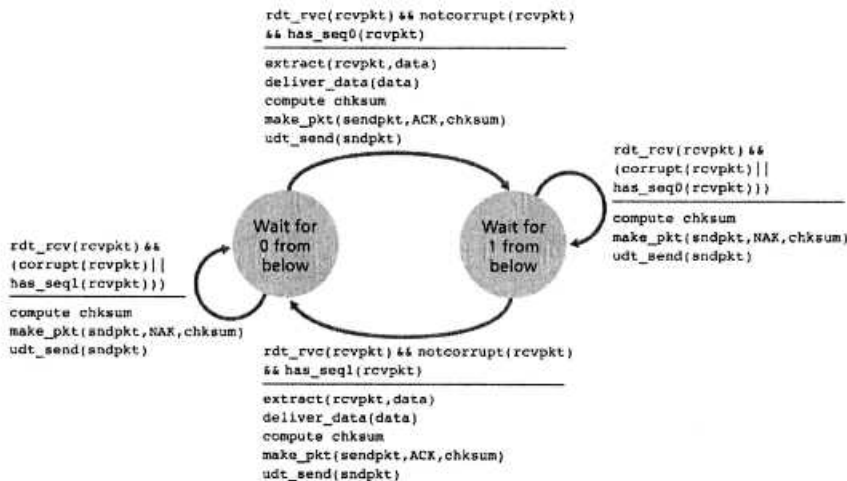 rdt_rvc(rcvpkt) && notcorrupt(rcvpkt)
&& has_seq0(rcvpkt)
extract(rcvpkt,data)
deliver_data(data)
compute chksum
make_pkt(sendpkt,ACK,chksum)
udt_send(sndpkt)
rdt_rcv(rcvpkt) &&
(corrupt(rcvpkt)||
has_seq0(rcvpkt)))
compute chksum
make_pkt(sndpkt,NAK,chksum)
udt_send(sndpkt)
Wait for
0 from
below
Wait for
1 from
below
rdt_rcv(rcvpkt) &&
(corrupt(rcvpkt)||
has_seq1(rcvpkt)))
compute chksum
make_pkt(sndpkt,NAK,chksum)
udt_send(sndpkt)
rdt_rvc(rcvpkt) && notcorrupt(rcvpkt)
&& has_seq1(rcvpkt)
extract(rcvpkt,data)
deliver_data(data)
compute chksum
make_pkt(sendpkt,ACK,chksum)
udt_send(sndpkt)